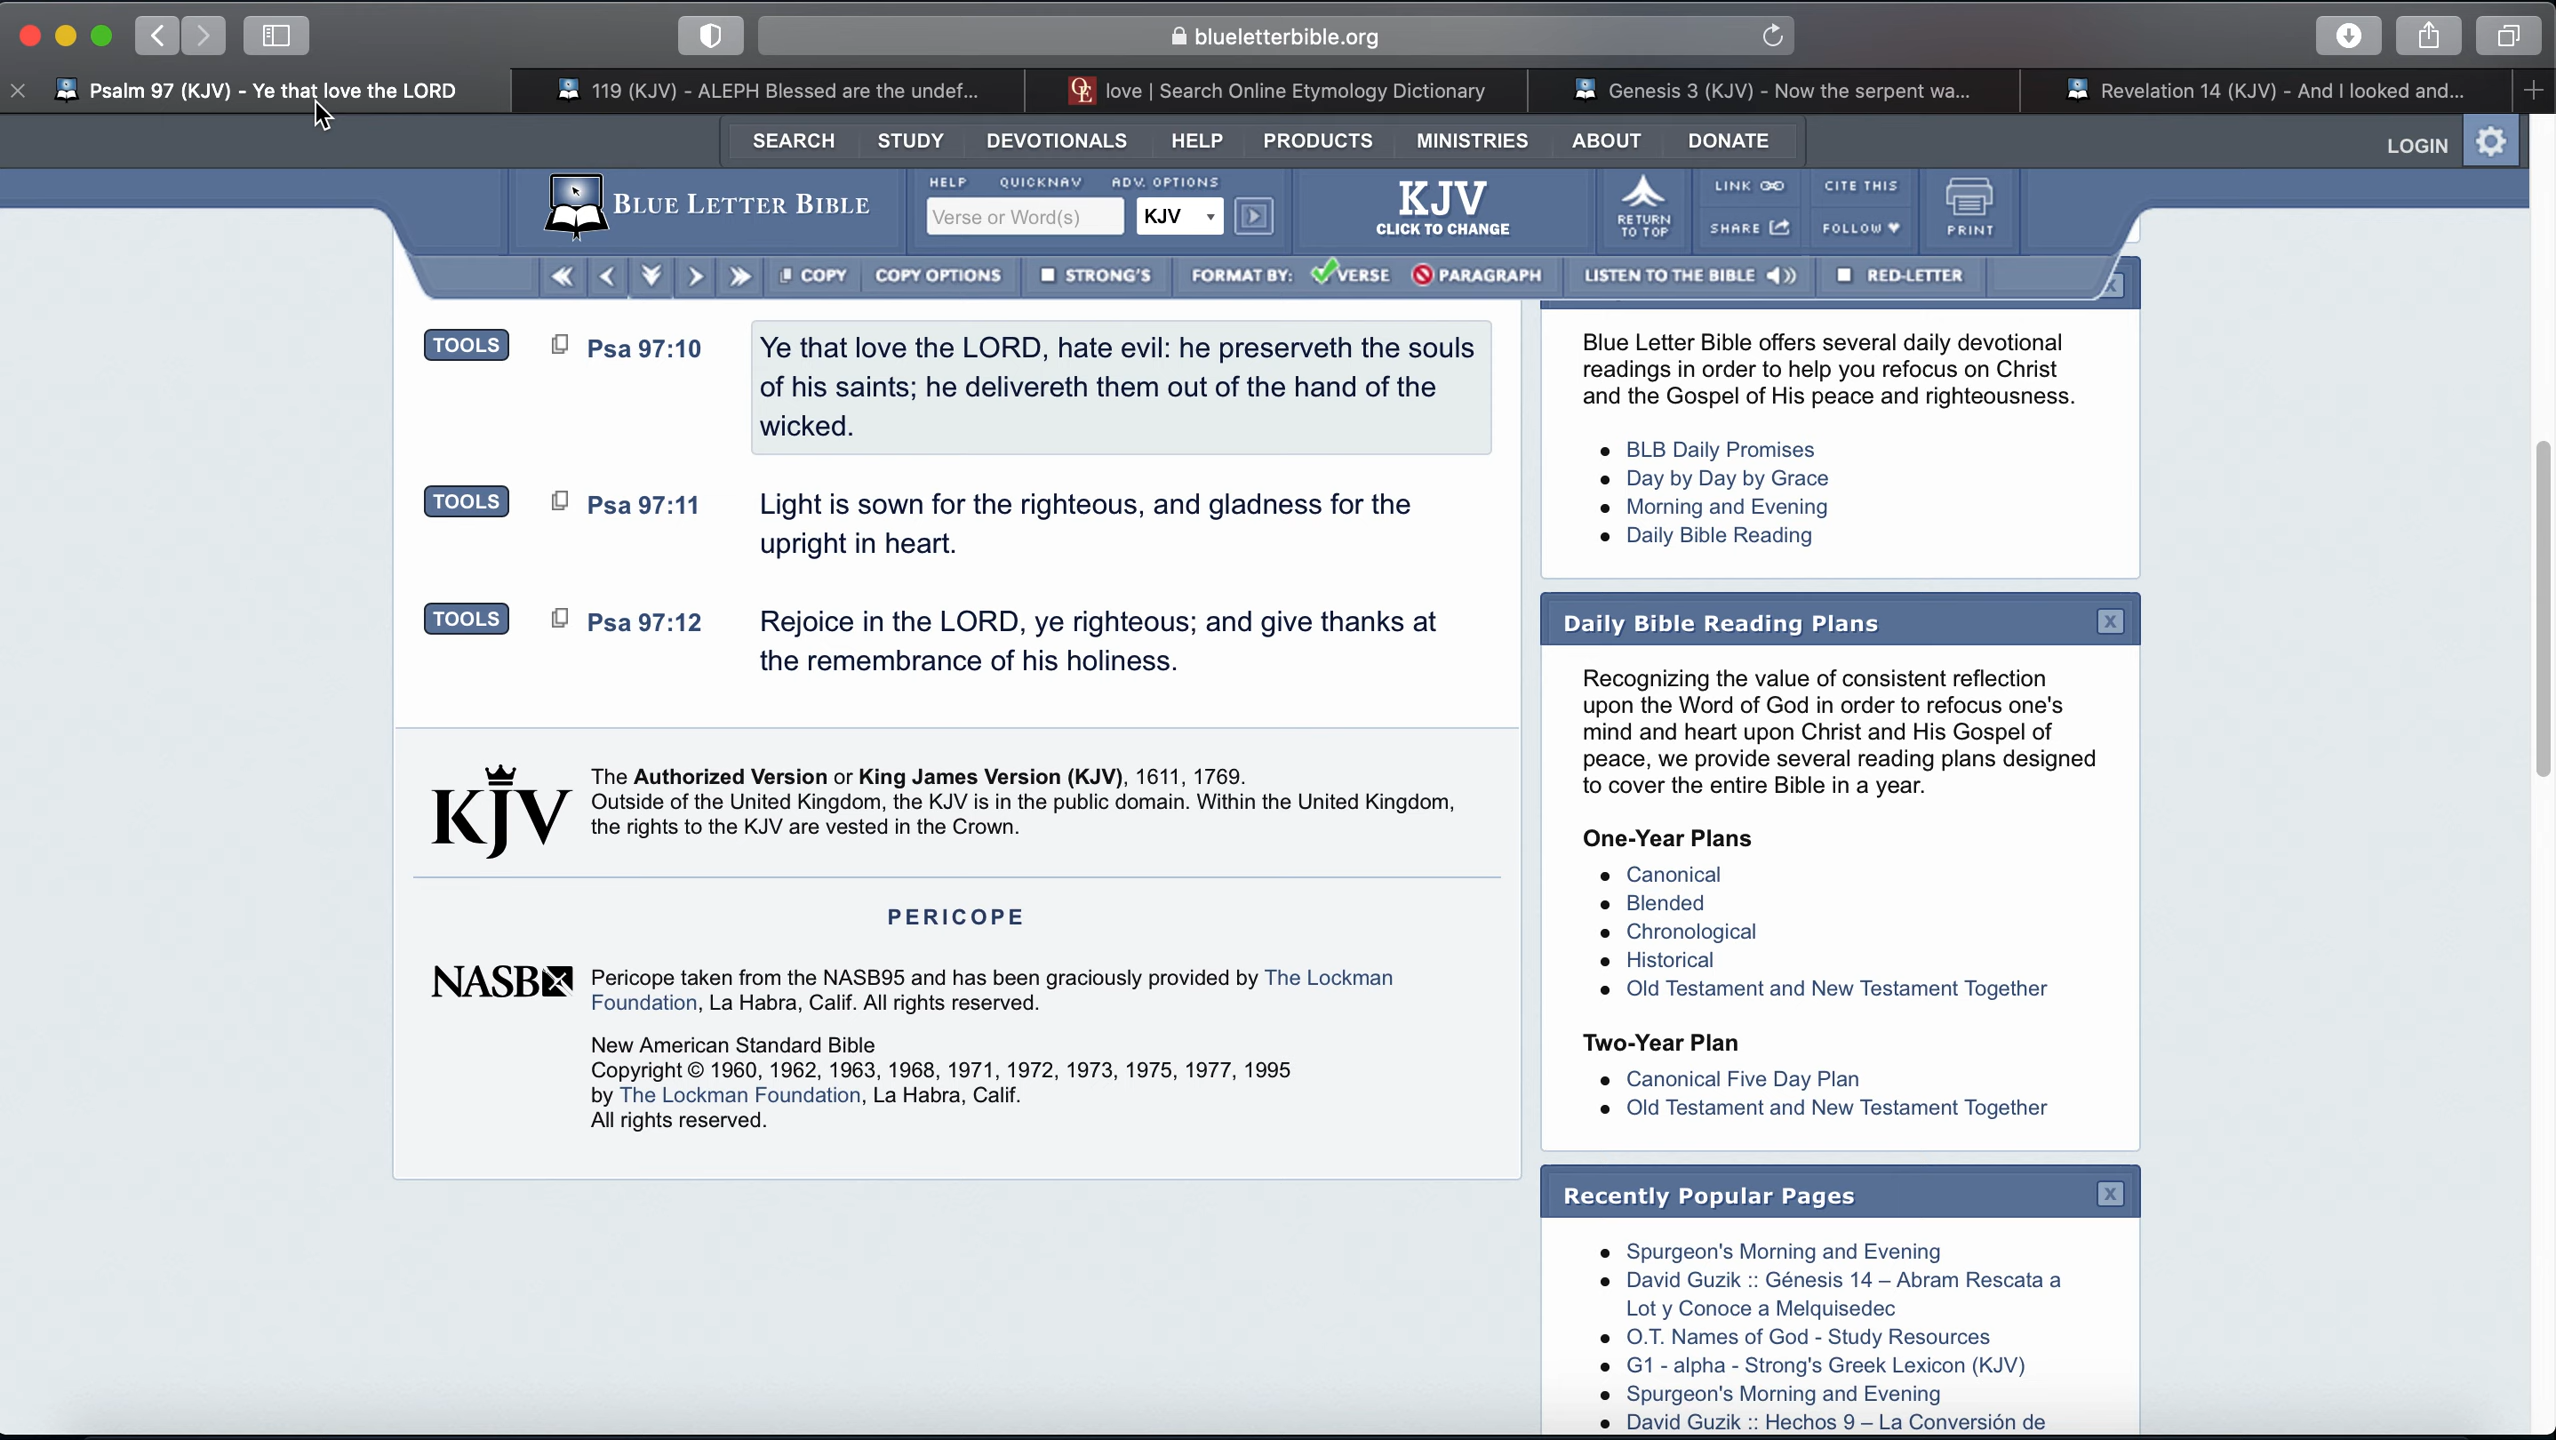 blueletterbible.org
Psalm 97 (KJV) - Ye that love the LORD
119 (KJV) - ALEPH Blessed are the undef...
love | Search Online Etymology Dictionary
Genesis 3 (KJV) - Now the serpent wa...
Revelation 14 (KJV) - And I looked and...
SEARCH STUDY DEVOTIONALS HELP PRODUCTS MINISTRIES ABOUT DONATE
LOGIN
BLUE LETTER BIBLE
HELP QUICKNAV ADV. OPTIONS
Verse or Word(s)
KJV
KJV
CLICK TO CHANGE
RETURN
TO TOP
LINK
CITE THIS
SHARE
FOLLOW
PRINT
COPY COPY OPTIONS STRONG'S FORMAT BY: VERSE PARAGRAPH LISTEN TO THE BIBLE RED-LETTER
TOOLS Psa 97:10 Ye that love the LORD, hate evil: he preserveth the souls
of his saints; he delivereth them out of the hand of the
wicked.
TOOLS Psa 97:11 Light is sown for the righteous, and gladness for the
upright in heart.
TOOLS Psa 97:12 Rejoice in the LORD, ye righteous; and give thanks at
the remembrance of his holiness.
KJV
The Authorized Version or King James Version (KJV), 1611, 1769.
Outside of the United Kingdom, the KJV is in the public domain. Within the United Kingdom,
the rights to the KJV are vested in the Crown.
PERICOPE
NASB
Pericope taken from the NASB95 and has been graciously provided by The Lockman
Foundation, La Habra, Calif. All rights reserved.
New American Standard Bible
Copyright © 1960, 1962, 1963, 1968, 1971, 1972, 1973, 1975, 1977, 1995
by The Lockman Foundation, La Habra, Calif.
All rights reserved.
Blue Letter Bible offers several daily devotional
readings in order to help you refocus on Christ
and the Gospel of His peace and righteousness.
BLB Daily Promises
Day by Day by Grace
Morning and Evening
Daily Bible Reading
Daily Bible Reading Plans
X
Recognizing the value of consistent reflection
upon the Word of God in order to refocus one's
mind and heart upon Christ and His Gospel of
peace, we provide several reading plans designed
to cover the entire Bible in a year.
One-Year Plans
Canonical
Blended
Chronological
Historical
Old Testament and New Testament Together
Two-Year Plan
Canonical Five Day Plan
Old Testament and New Testament Together
Recently Popular Pages
X
Spurgeon's Morning and Evening
David Guzik :: Génesis 14 – Abram Rescata a
Lot y Conoce a Melquisedec
O.T. Names of God - Study Resources
G1 - alpha - Strong's Greek Lexicon (KJV)
Spurgeon's Morning and Evening
David Guzik :: Hechos 9 – La Conversión de